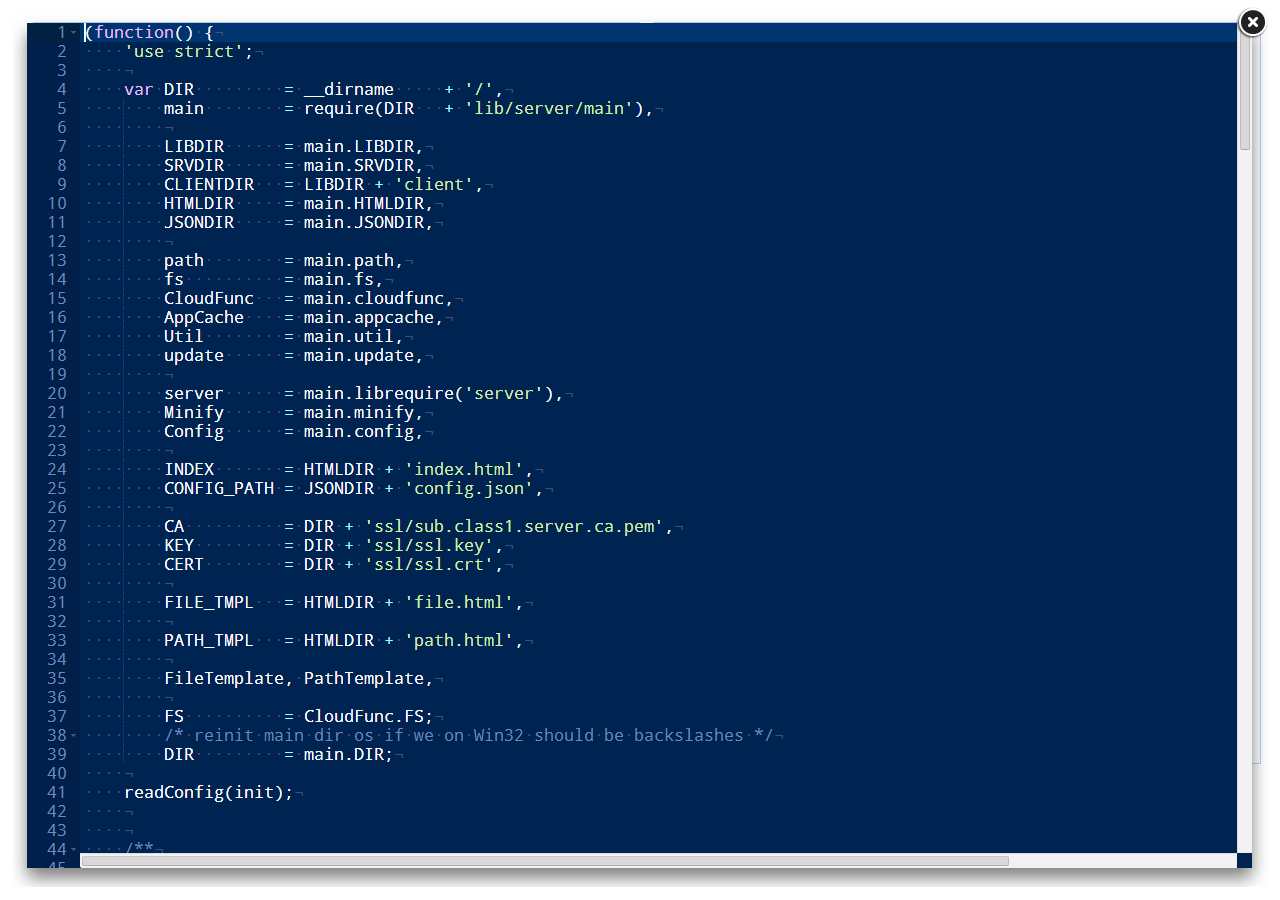 1 (function() {
2     'use strict';
3
4     var DIR         = __dirname     + '/',
5         main        = require(DIR   + 'lib/server/main'),
6
7         LIBDIR      = main.LIBDIR,
8         SRVDIR      = main.SRVDIR,
9         CLIENTDIR   = LIBDIR + 'client',
10         HTMLDIR     = main.HTMLDIR,
11         JSONDIR     = main.JSONDIR,
12
13         path        = main.path,
14         fs          = main.fs,
15         CloudFunc   = main.cloudfunc,
16         AppCache    = main.appcache,
17         Util        = main.util,
18         update      = main.update,
19
20         server      = main.librequire('server'),
21         Minify      = main.minify,
22         Config      = main.config,
23
24         INDEX       = HTMLDIR + 'index.html',
25         CONFIG_PATH = JSONDIR + 'config.json',
26
27         CA          = DIR + 'ssl/sub.class1.server.ca.pem',
28         KEY         = DIR + 'ssl/ssl.key',
29         CERT        = DIR + 'ssl/ssl.crt',
30
31         FILE_TMPL   = HTMLDIR + 'file.html',
32
33         PATH_TMPL   = HTMLDIR + 'path.html',
34
35         FileTemplate, PathTemplate,
36
37         FS          = CloudFunc.FS;
38         /* reinit main dir os if we on Win32 should be backslashes */
39         DIR         = main.DIR;
40
41     readConfig(init);
42
43
44     /**
45